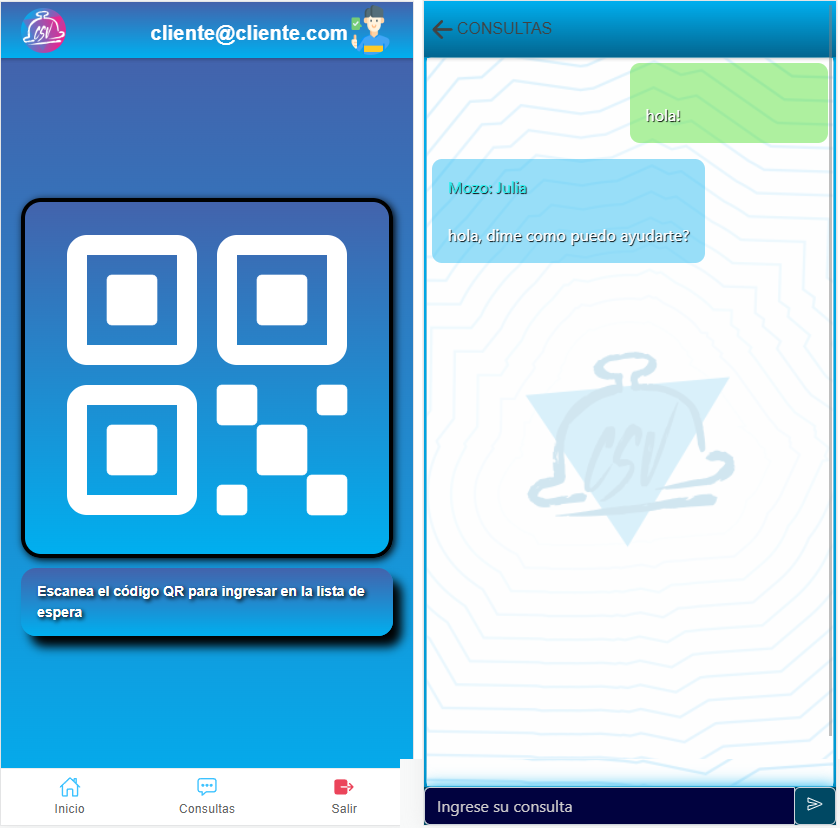 CSV
cliente@cliente.com
Escanea el código QR para ingresar en la lista de
espera
Inicio
Consultas
Salir
CONSULTAS
hola!
Mozo: Julia
hola, dime como puedo ayudarte?
CSV
Ingrese su consulta